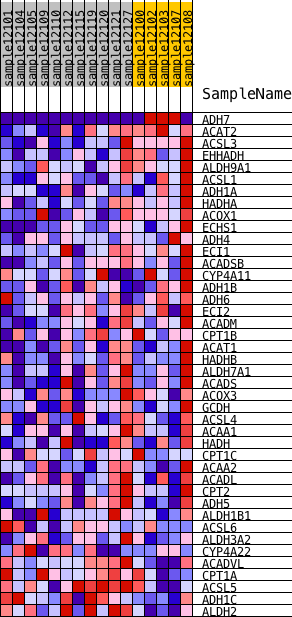 sample12101
sample12104
sample12105
sample12109
sample12110
sample12112
sample12115
sample12119
sample12120
sample12121
sample12122
sample12100
sample12102
sample12103
sample12107
sample12108
SampleName
ADH7
ACAT2
ACSL3
EHHADH
ALDH9A1
ACSL1
ADH1A
HADHA
ACOX1
ECHS1
ADH4
ECI1
ACADSB
CYP4A11
ADH1B
ADH6
ECI2
ACADM
CPT1B
ACAT1
HADHB
ALDH7A1
ACADS
ACOX3
GCDH
ACSL4
ACAA1
HADH
CPT1C
ACAA2
ACADL
CPT2
ADH5
ALDH1B1
ACSL6
ALDH3A2
CYP4A22
ACADVL
CPT1A
ACSL5
ADH1C
ALDH2